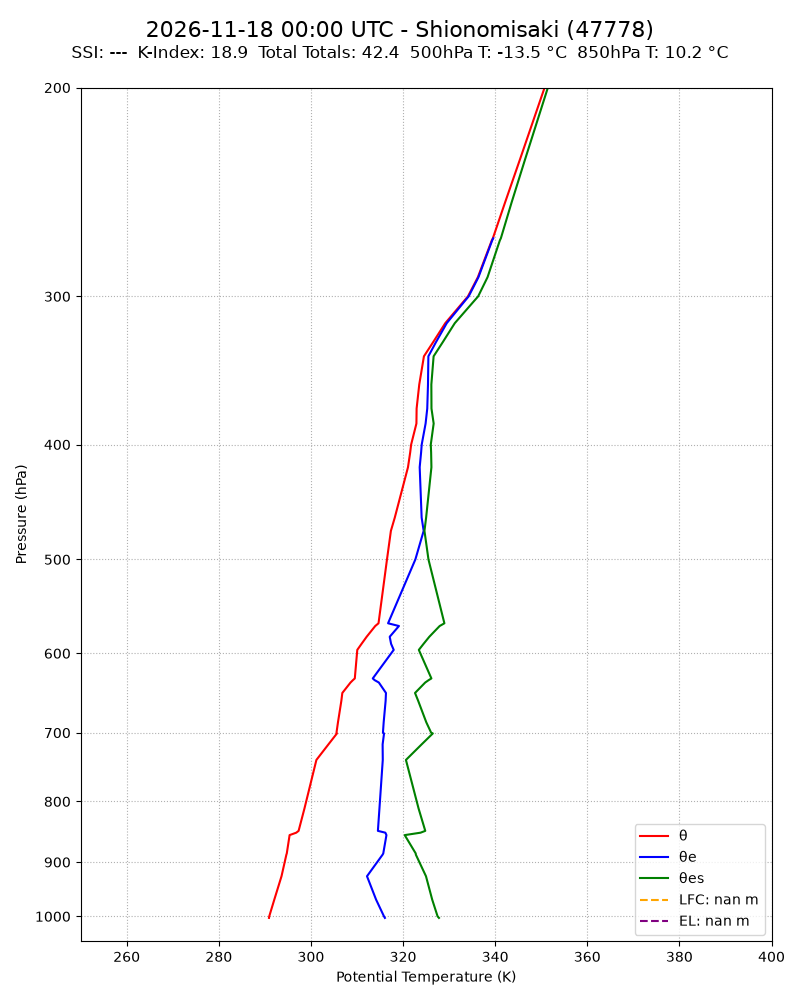 2026-11-18 00:00 UTC - Shionomisaki (47778)
SSI: ---  K-Index: 18.9  Total Totals: 42.4  500hPa T: -13.5 °C  850hPa T: 10.2 °C
200
300
400
500
600
700
800
900
1000
Pressure (hPa)
260
280
300
320
340
360
380
400
Potential Temperature (K)
θ
θe
θes
LFC: nan m
EL: nan m